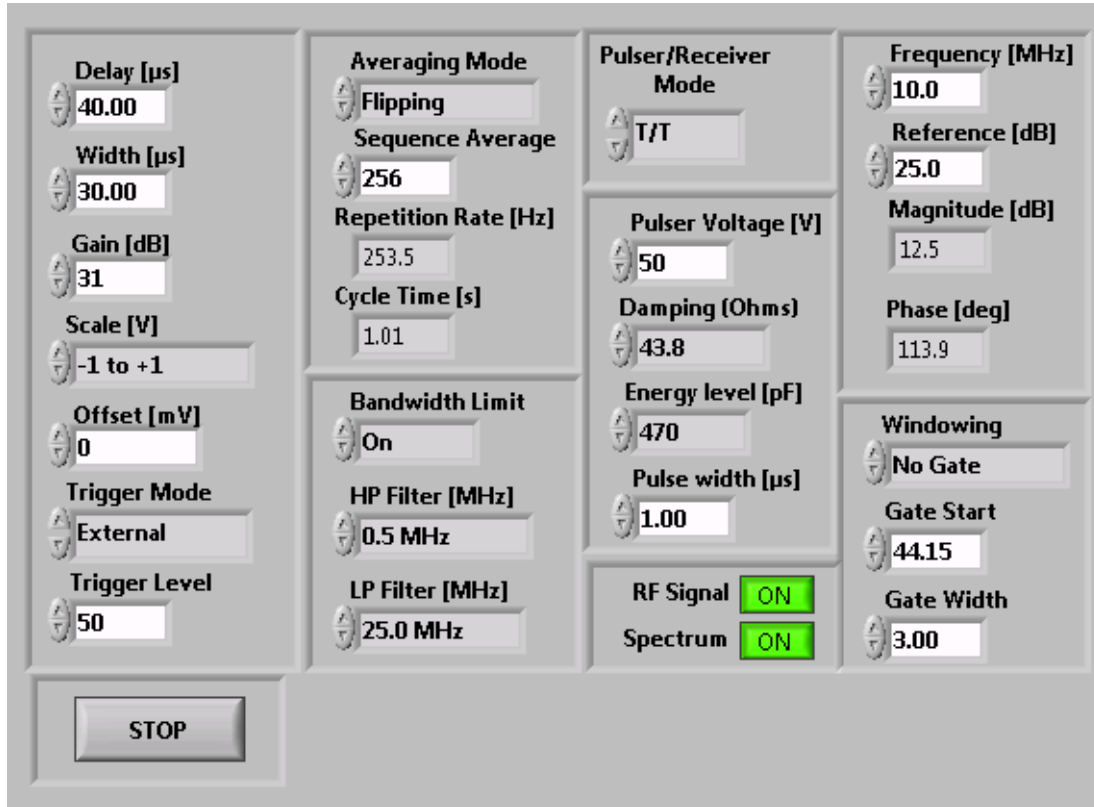 Delay [µs]
40.00
Width [µs]
30.00
Gain [dB]
31
Scale [V]
-1 to +1
Offset [mV]
0
Trigger Mode
External
Trigger Level
50
Averaging Mode
Flipping
Sequence Average
256
Repetition Rate [Hz]
253.5
Cycle Time [s]
1.01
Bandwidth Limit
On
HP Filter [MHz]
0.5 MHz
LP Filter [MHz]
25.0 MHz
Pulser/Receiver
Mode
T/T
Pulser Voltage [V]
50
Damping (Ohms)
43.8
Energy level [pF]
470
Pulse width [µs]
1.00
RF Signal ON
Spectrum ON
Frequency [MHz]
10.0
Reference [dB]
25.0
Magnitude [dB]
12.5
Phase [deg]
113.9
Windowing
No Gate
Gate Start
44.15
Gate Width
3.00
STOP